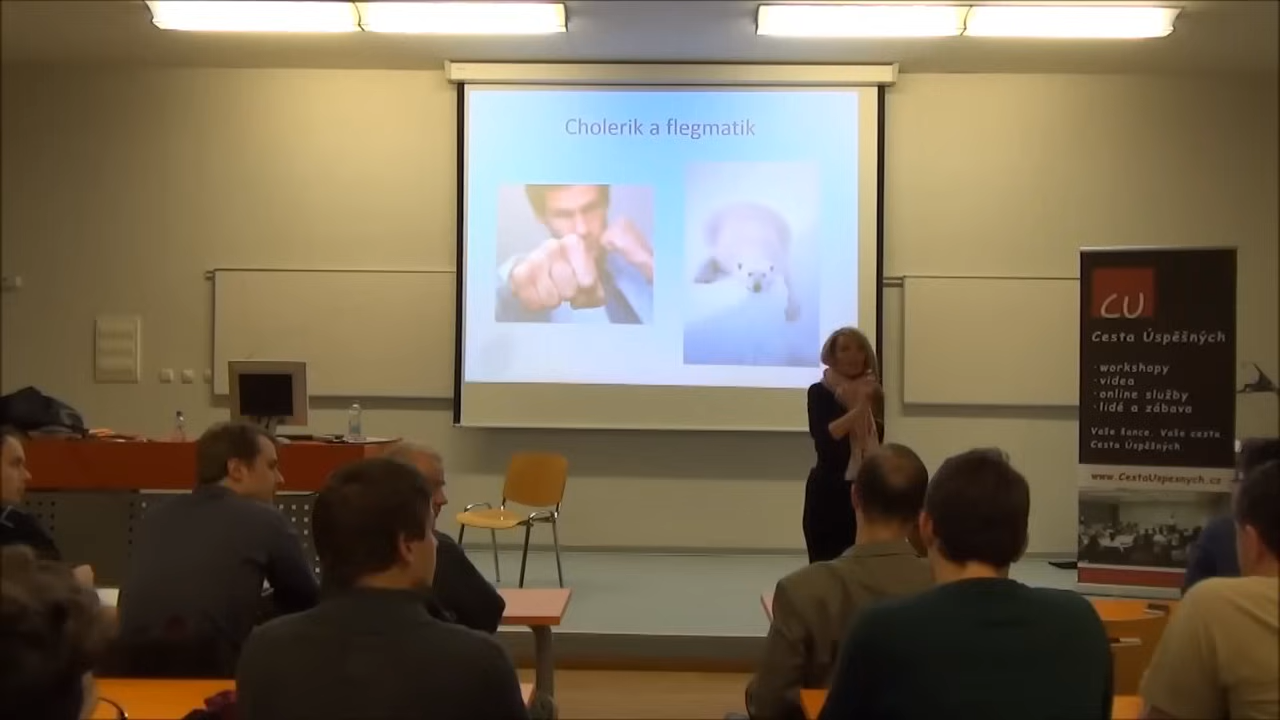 Cholerik a flegmatik
CU
Cesta Úspěšných
·workshopy
·videa
·online služby
·lidé a zábava
Vaše šance. Vaše cesta
Cesta Úspěšných
www.CestaUspesnych.cz